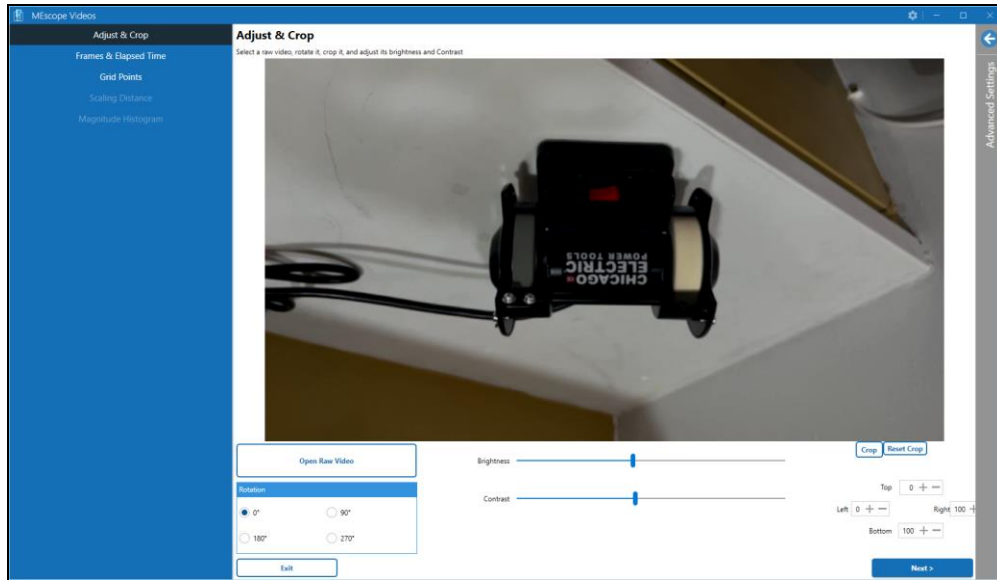 MEscope Videos
Adjust & Crop
Frames & Elapsed Time
Grid Points
Scaling Distance
Magnitude Histogram
Adjust & Crop
Select a raw video, rotate it, crop it, and adjust its brightness and Contrast
Advanced Settings
CHICAGO
ELECTRIC
POWER TOOLS
Open Raw Video
Rotation
0°
90°
180°
270°
Exit
Brightness
Contrast
Crop
Reset Crop
Top 0 + −
Left 0 + − Right 100 +
Bottom 100 + −
Next >